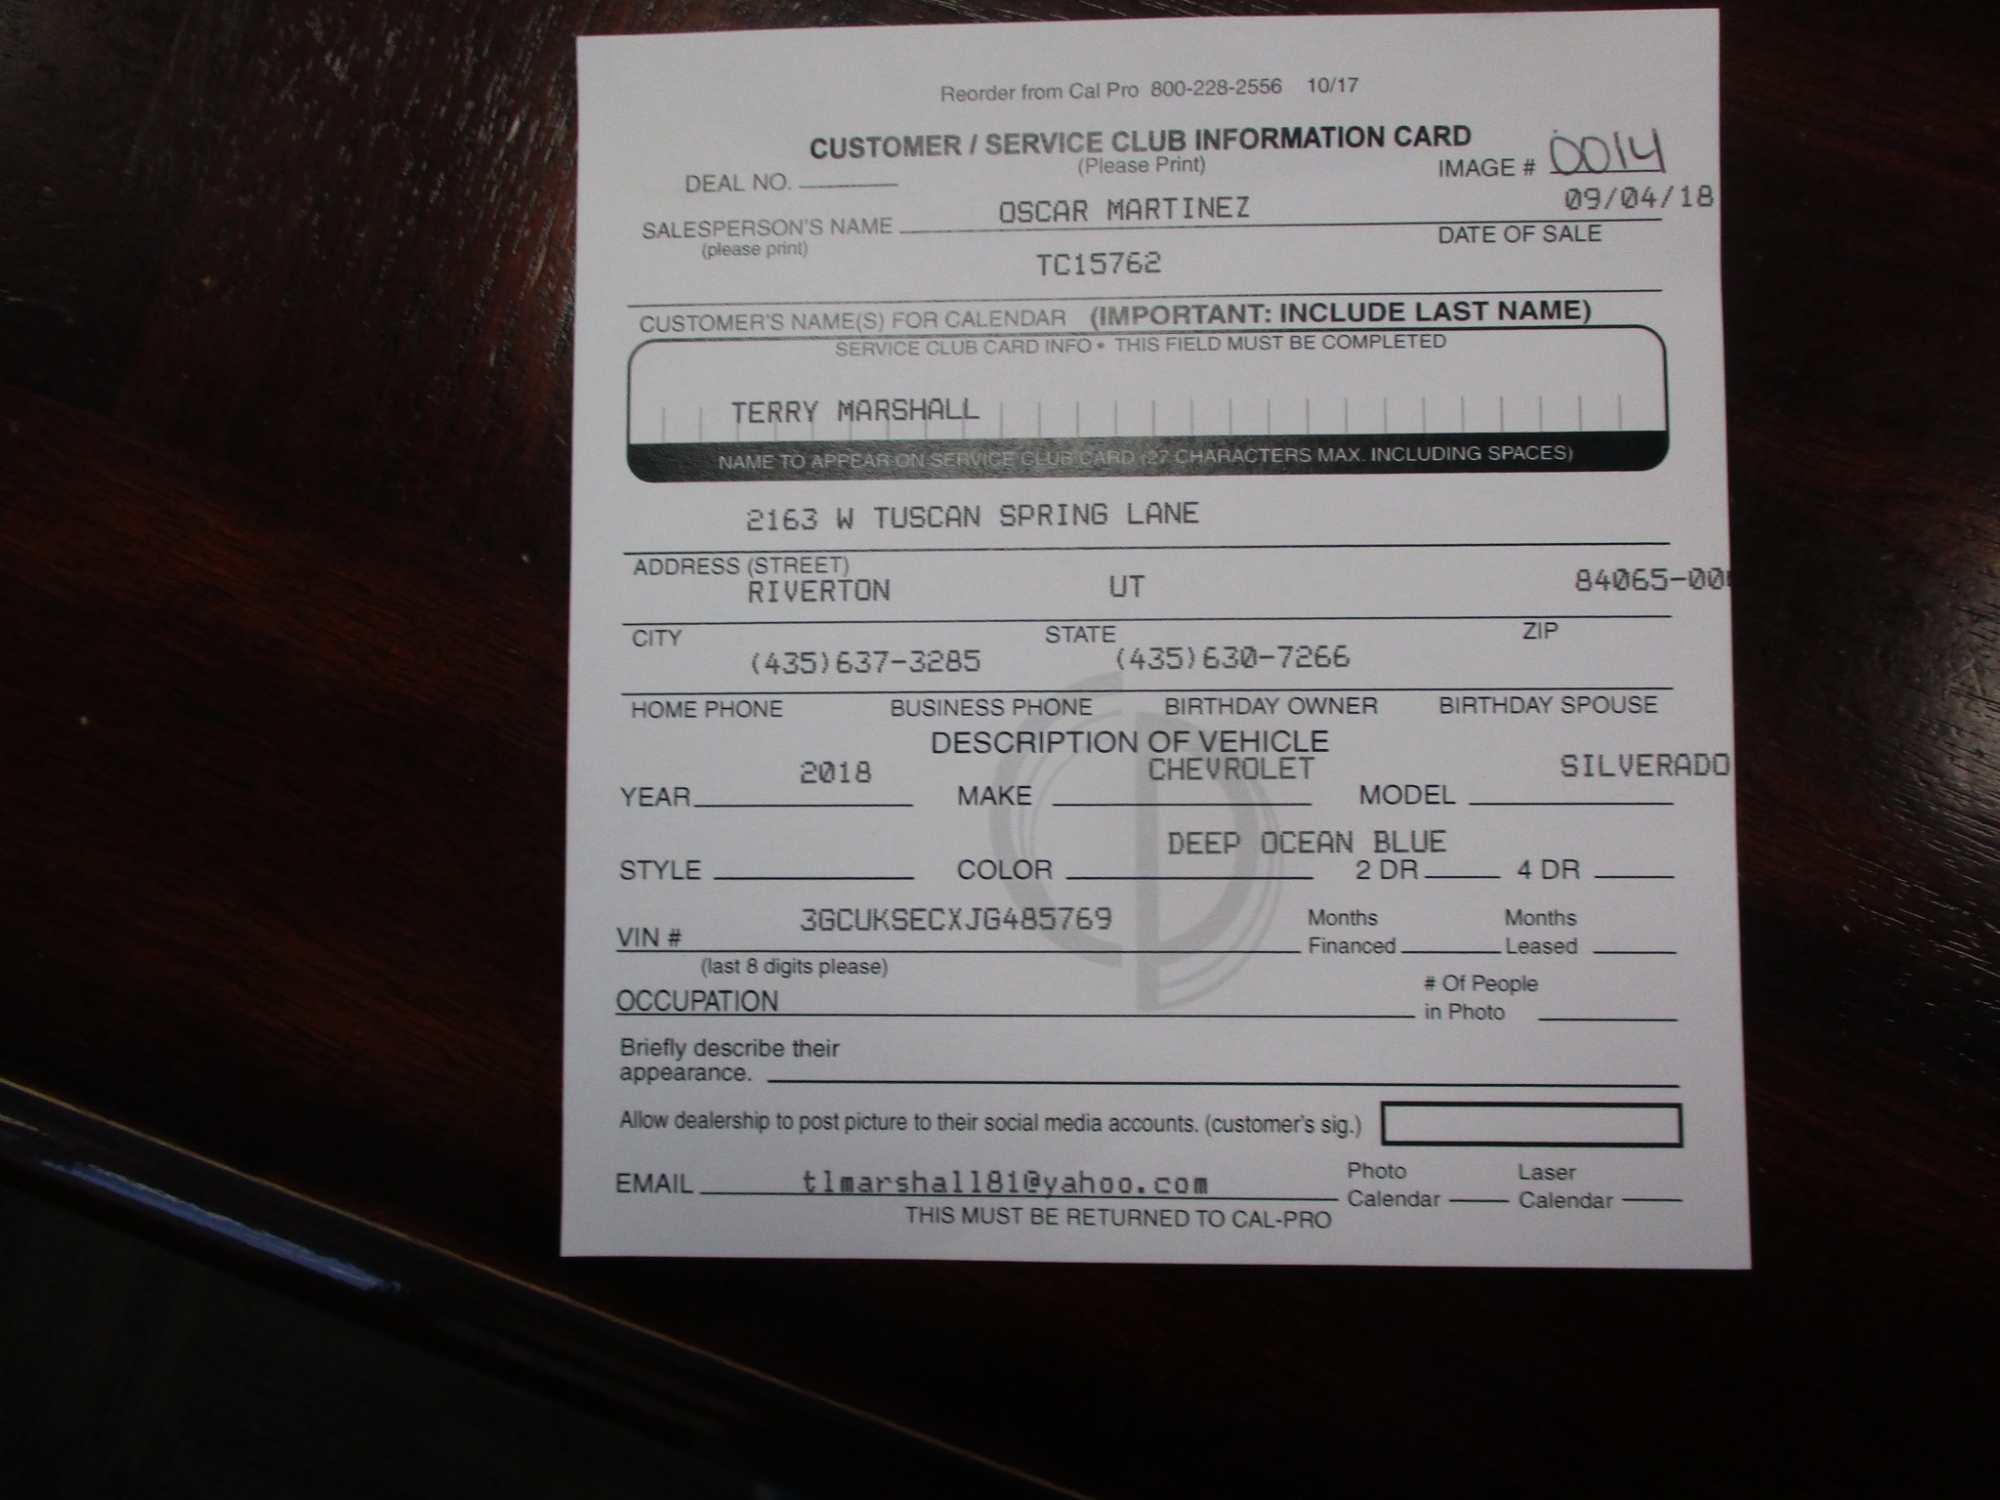 Reorder from Cal Pro 800-228-2556 10/17
CUSTOMER / SERVICE CLUB INFORMATION CARD
(Please Print)
DEAL NO. IMAGE # 0014
09/04/18
SALESPERSON'S NAME OSCAR MARTINEZ
(please print) DATE OF SALE
TC15762
CUSTOMER'S NAME(S) FOR CALENDAR (IMPORTANT: INCLUDE LAST NAME)
SERVICE CLUB CARD INFO • THIS FIELD MUST BE COMPLETED
TERRY MARSHALL
NAME TO APPEAR ON SERVICE CLUB CARD (27 CHARACTERS MAX. INCLUDING SPACES)
2163 W TUSCAN SPRING LANE
ADDRESS (STREET)
RIVERTON UT 84065-00
CITY STATE ZIP
(435)637-3285 (435)630-7266
HOME PHONE BUSINESS PHONE BIRTHDAY OWNER BIRTHDAY SPOUSE
DESCRIPTION OF VEHICLE
2018 CHEVROLET SILVERADO
YEAR MAKE MODEL
DEEP OCEAN BLUE
STYLE COLOR 2 DR 4 DR
3GCUKSECXJG485769 Months Months
VIN # Financed Leased
(last 8 digits please)
# Of People
OCCUPATION in Photo
Briefly describe their
appearance.
Allow dealership to post picture to their social media accounts. (customer's sig.)
Photo Laser
EMAIL tlmarshall81@yahoo.com Calendar Calendar
THIS MUST BE RETURNED TO CAL-PRO